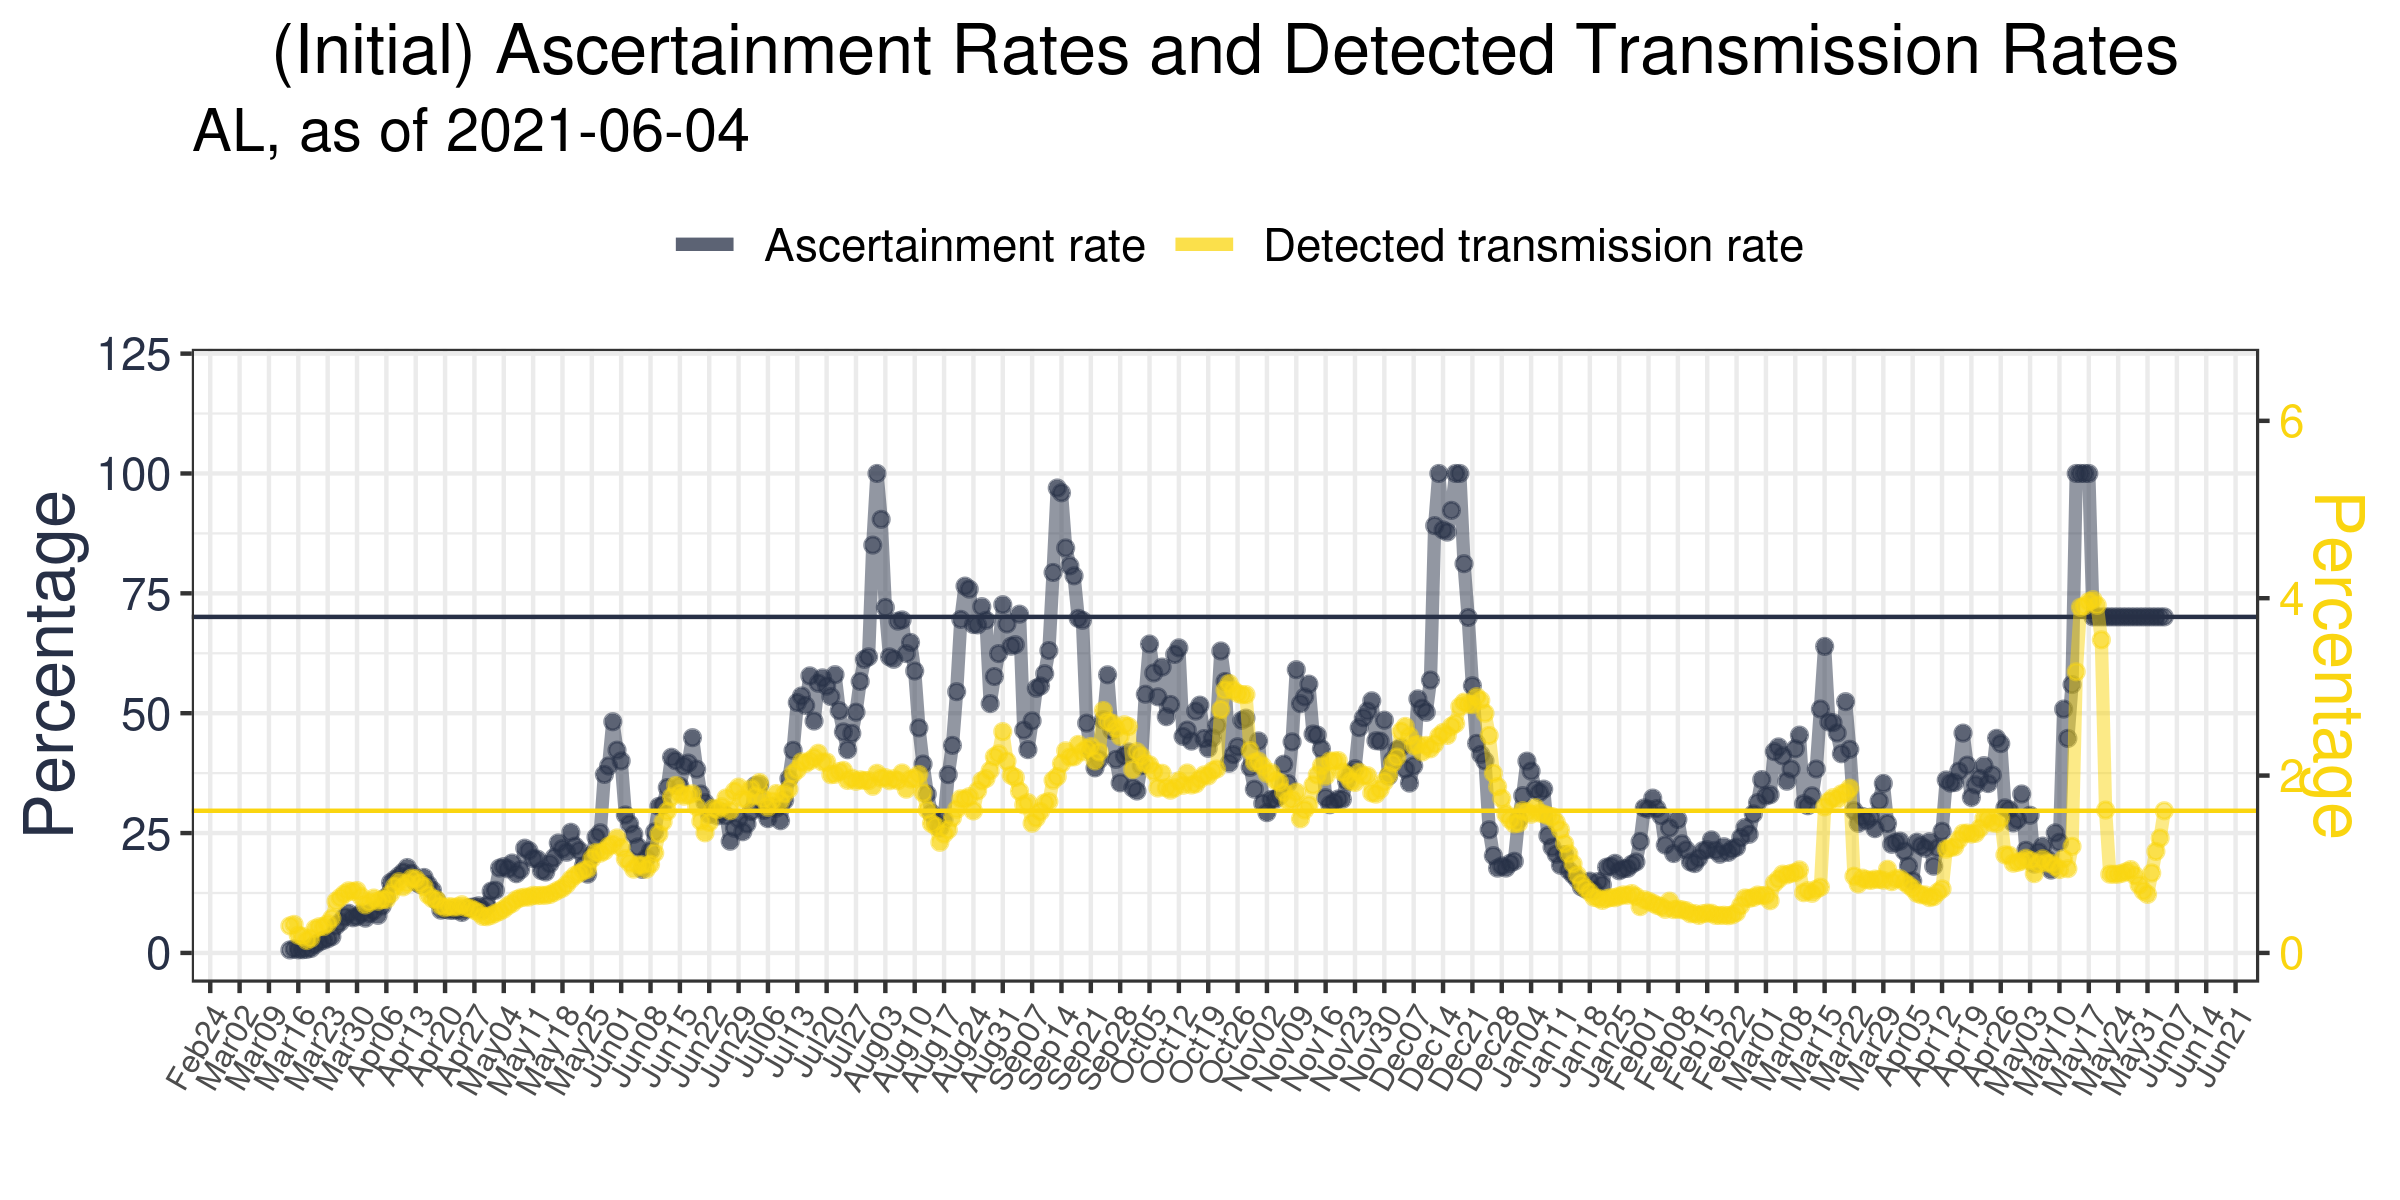 (Initial) Ascertainment Rates and Detected Transmission Rates
AL, as of 2021-06-04
Ascertainment rate
Detected transmission rate
Percentage
125
100
75
50
25
0
6
4
2
0
Percentage
Feb24
Mar02
Mar09
Mar16
Mar23
Mar30
Apr06
Apr13
Apr20
Apr27
May04
May11
May18
May25
Jun01
Jun08
Jun15
Jun22
Jun29
Jul06
Jul13
Jul20
Jul27
Aug03
Aug10
Aug17
Aug24
Aug31
Sep07
Sep14
Sep21
Sep28
Oct05
Oct12
Oct19
Oct26
Nov02
Nov09
Nov16
Nov23
Nov30
Dec07
Dec14
Dec21
Dec28
Jan04
Jan11
Jan18
Jan25
Feb01
Feb08
Feb15
Feb22
Mar01
Mar08
Mar15
Mar22
Mar29
Apr05
Apr12
Apr19
Apr26
May03
May10
May17
May24
May31
Jun07
Jun14
Jun21